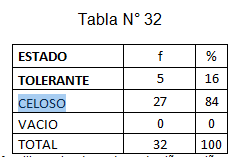 Tabla N° 32
ESTADO f %
TOLERANTE 5 16
CELOSO 27 84
VACIO 0 0
TOTAL 32 100